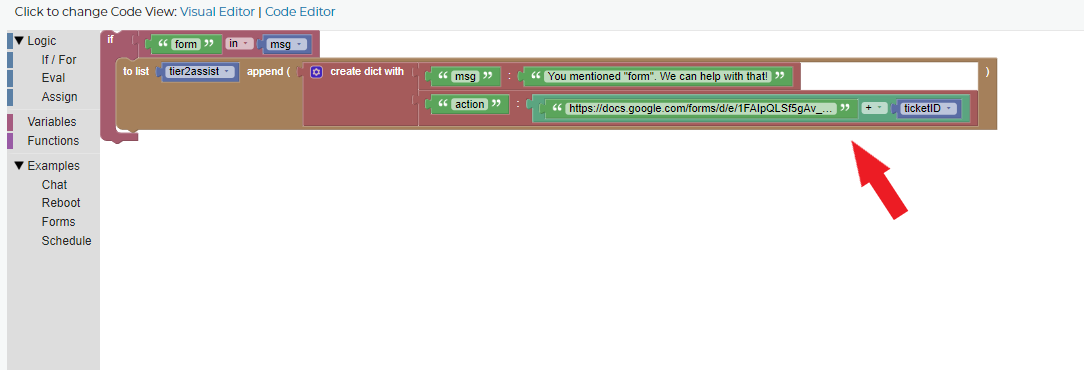 Click to change Code View: Visual Editor | Code Editor
▼ Logic
If / For
Eval
Assign
Variables
Functions
▼ Examples
Chat
Reboot
Forms
Schedule
if “ form ” in msg
to list tier2assist append ( create dict with “ msg ” : “ You mentioned "form". We can help with that! ” )
“ action ” : “ https://docs.google.com/forms/d/e/1FAIpQLSf5gAv_... ” + ticketID